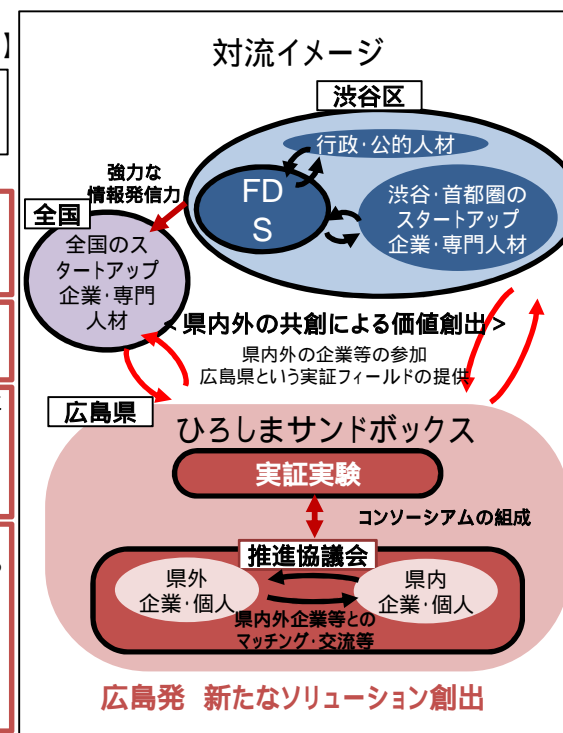 】
対流イメージ
渋谷区
行政・公的人材
強力な
情報発信力
FD
S
渋谷・首都圏の
スタートアップ
企業・専門人材
全国
全国のス
タートアップ
企業・専門
人材
<県内外の共創による価値創出>
県内外の企業等の参加
広島県という実証フィールドの提供
広島県
ひろしまサンドボックス
実証実験
コンソーシアムの組成
推進協議会
県外
企業・個人
県内
企業・個人
県内外企業等との
マッチング・交流等
広島発 新たなソリューション創出